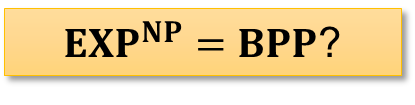 EXP^NP = BPP?